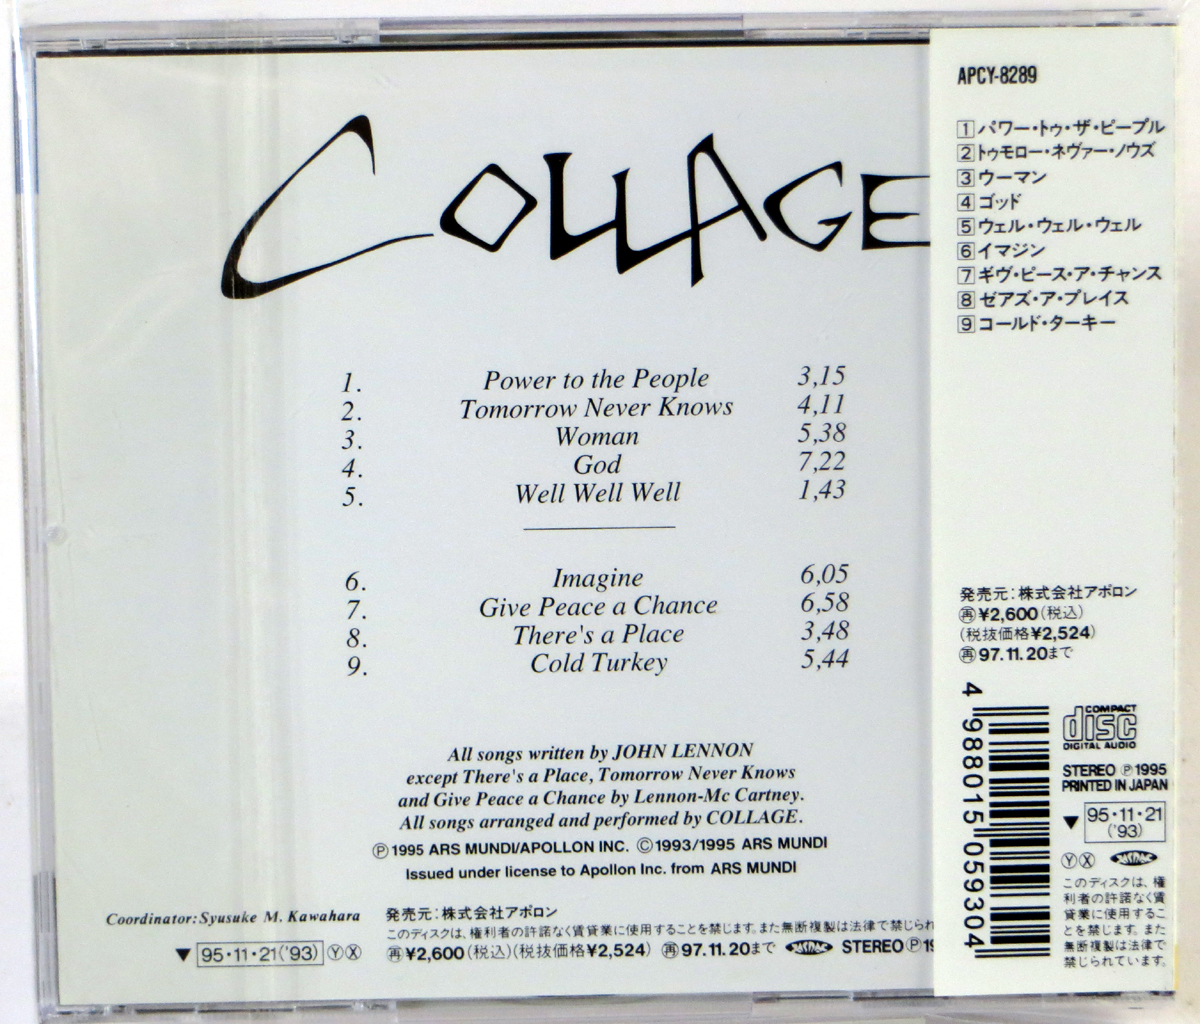 COLLAGE
1. Power to the People 3,15
2. Tomorrow Never Knows 4,11
3. Woman 5,38
4. God 7,22
5. Well Well Well 1,43
6. Imagine 6,05
7. Give Peace a Chance 6,58
8. There's a Place 3,48
9. Cold Turkey 5,44
All songs written by JOHN LENNON
except There's a Place, Tomorrow Never Knows
and Give Peace a Chance by Lennon-Mc Cartney.
All songs arranged and performed by COLLAGE.
Ⓟ 1995 ARS MUNDI/APOLLON INC. Ⓒ1993/1995 ARS MUNDI
Issued under license to Apollon Inc. from ARS MUNDI
Coordinator:Syusuke M. Kawahara
▼ 95・11・21('93) ⓎⓍ
発売元:株式会社アポロン
このディスクは、権利者の許諾なく賃貸業に使用することを禁じます。また無断複製は法律で禁じら
㊢¥2,600(税込)(税抜価格¥2,524) ㊢97.11.20まで STEREO Ⓟ19
APCY-8289
1 パワー・トゥ・ザ・ピープル
2 トゥモロー・ネヴァー・ノウズ
3 ウーマン
4 ゴッド
5 ウェル・ウェル・ウェル
6 イマジン
7 ギヴ・ピース・ア・チャンス
8 ゼアズ・ア・プレイス
9 コールド・ターキー
発売元:株式会社アポロン
再¥2,600(税込)
(税抜価格¥2,524)
再97.11.20まで
4 988015 059304
COMPACT
disc
DIGITAL AUDIO
STEREO Ⓟ1995
PRINTED IN JAPAN
▼ 95・11・21
('93)
ⓎⓍ
このディスクは、権
利者の許諾なく賃
貸業に使用するこ
とを禁じます。また
無断複製は法律で
禁じられています。